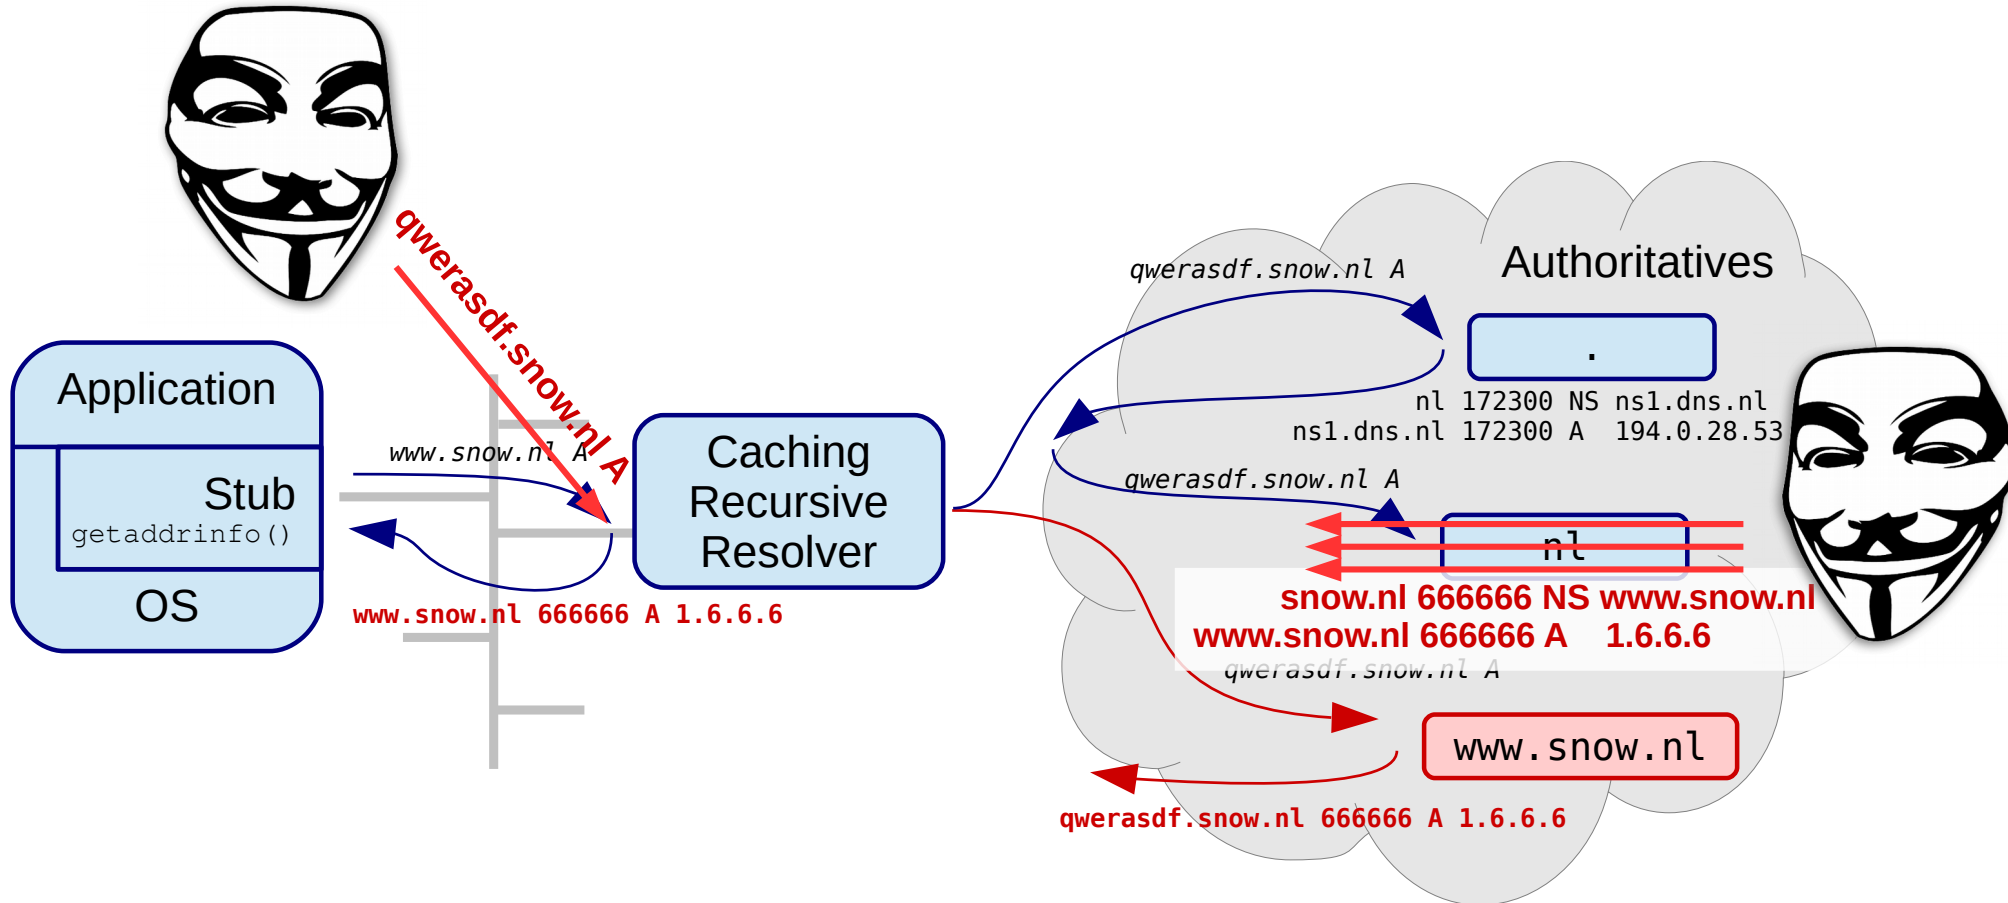 qwerasdf.snow.nl A
Application
Stub
getaddrinfo()
OS
www.snow.nl A
www.snow.nl 666666 A 1.6.6.6
Caching
Recursive
Resolver
Authoritatives
qwerasdf.snow.nl A
.
nl 172300 NS ns1.dns.nl
ns1.dns.nl 172300 A 194.0.28.53
qwerasdf.snow.nl A
nl
snow.nl 666666 NS www.snow.nl
www.snow.nl 666666 A 1.6.6.6
qwerasdf.snow.nl A
www.snow.nl
qwerasdf.snow.nl 666666 A 1.6.6.6